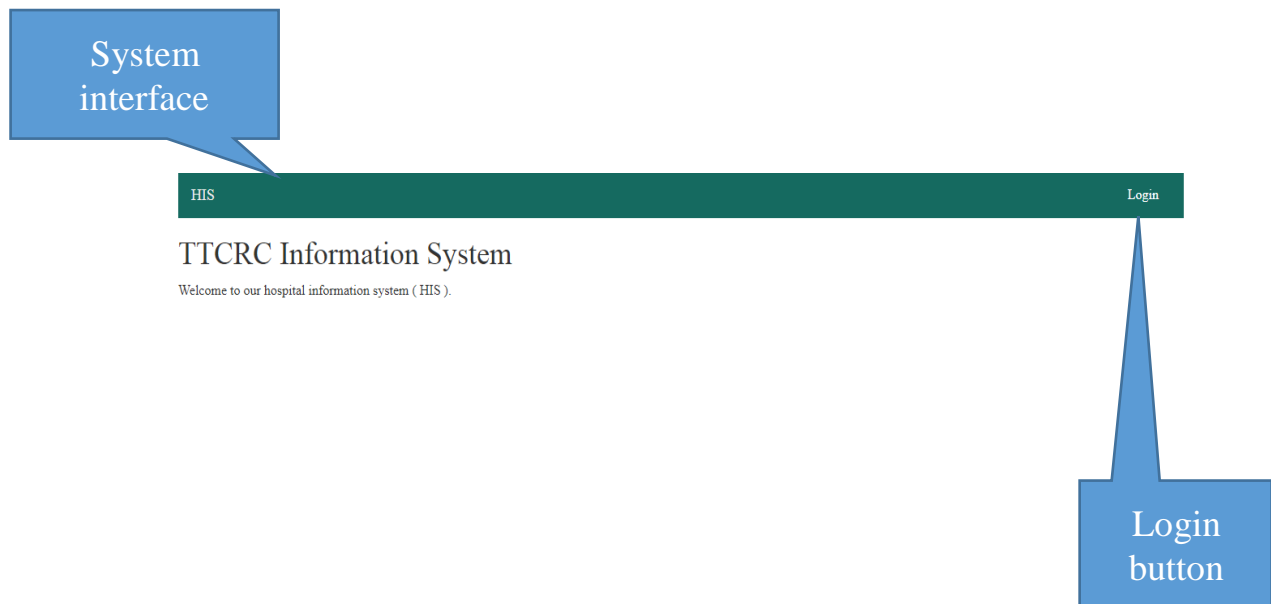 System
interface
HIS
Login
TTCRC Information System
Welcome to our hospital information system ( HIS ).
Login
button